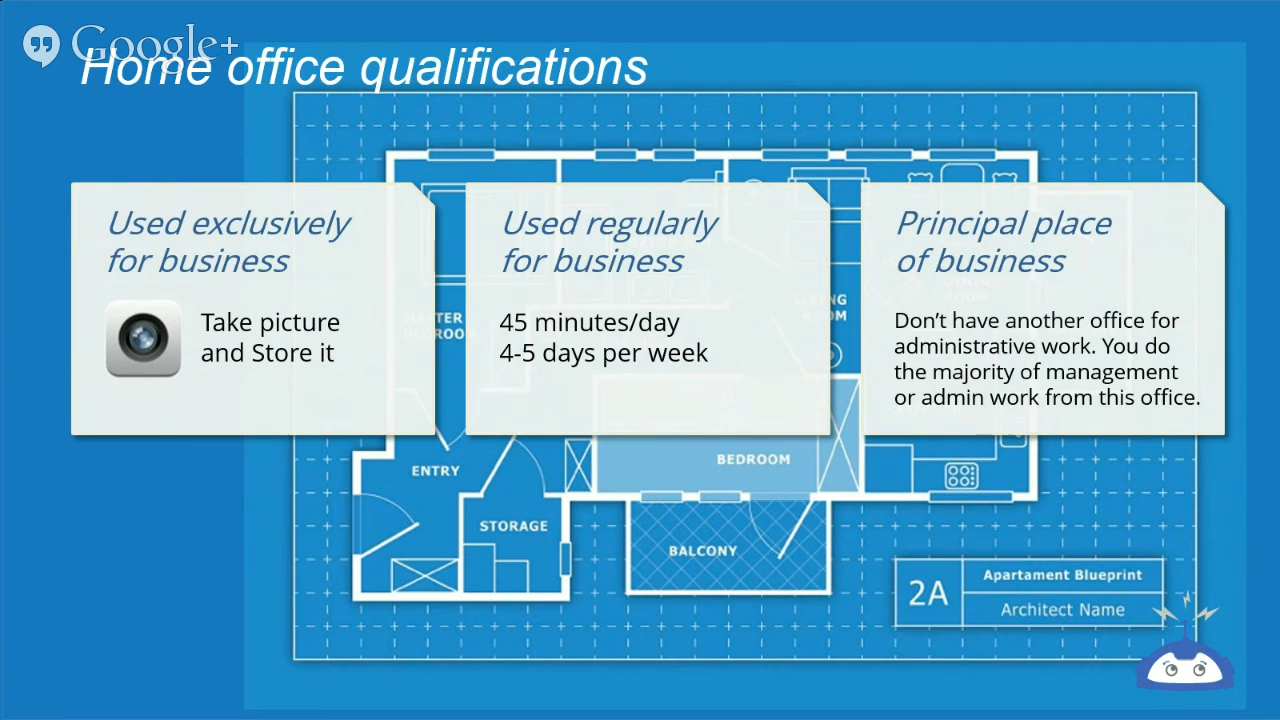 Google+
Home office qualifications
Used exclusively
for business
Take picture
and Store it
Used regularly
for business
45 minutes/day
4-5 days per week
Principal place
of business
Don’t have another office for
administrative work. You do
the majority of management
or admin work from this office.
MASTER
BEDROOM
LIVING
ROOM
ENTRY
STORAGE
BEDROOM
BALCONY
2A
Apartament Blueprint
Architect Name